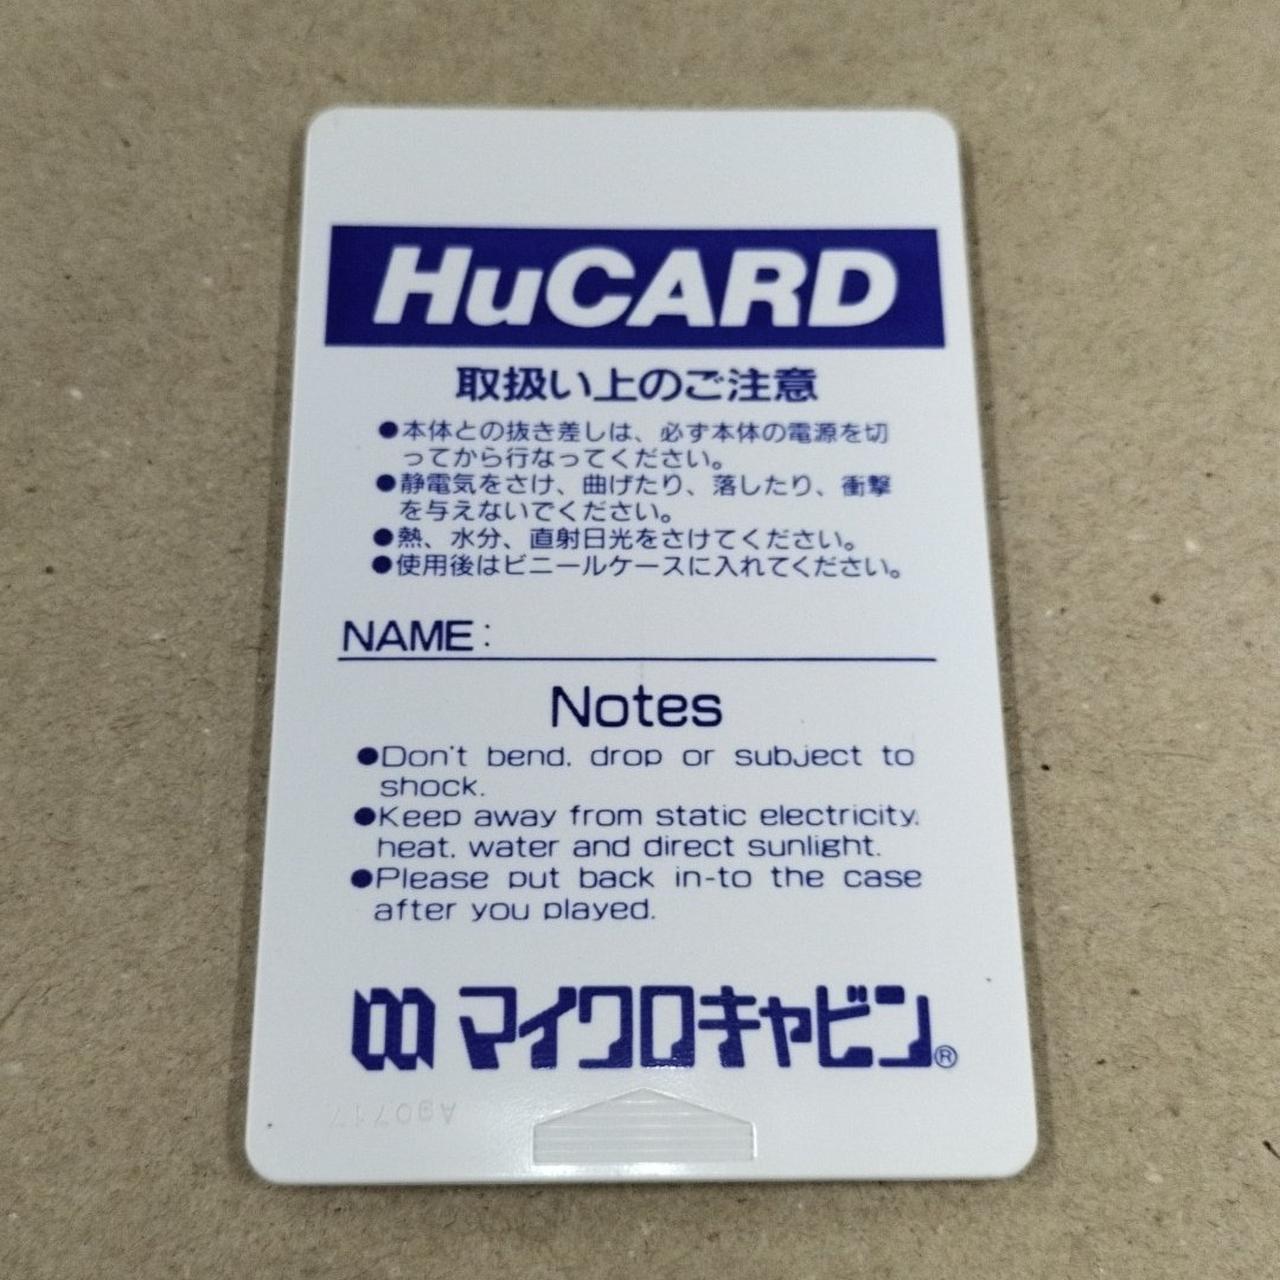 HuCARD
取扱い上のご注意
●本体との抜き差しは、必ず本体の電源を切
ってから行なってください。
●静電気をさけ、曲げたり、落したり、衝撃
を与えないでください。
●熱、水分、直射日光をさけてください。
●使用後はビニールケースに入れてください。
NAME:
Notes
●Don't bend, drop or subject to
shock.
●Keep away from static electricity,
heat, water and direct sunlight.
●Please put back in-to the case
after you played.
マイクロキャビン®